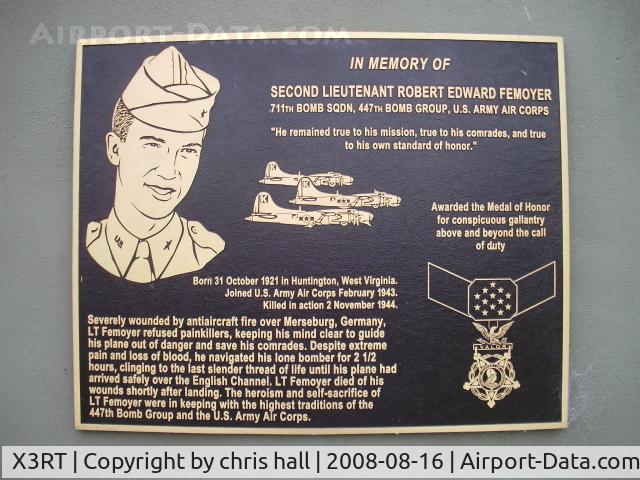 Airport-Data.com
IN MEMORY OF
SECOND LIEUTENANT ROBERT EDWARD FEMOYER
711TH BOMB SQDN, 447TH BOMB GROUP, U.S. ARMY AIR CORPS
"He remained true to his mission, true to his comrades, and true
to his own standard of honor."
Awarded the Medal of Honor
for conspicuous gallantry
above and beyond the call
of duty
Born 31 October 1921 in Huntington, West Virginia.
Joined U.S. Army Air Corps February 1943.
Killed in action 2 November 1944.
Severely wounded by antiaircraft fire over Merseburg, Germany,
LT Femoyer refused painkillers, keeping his mind clear to guide
his plane out of danger and save his comrades. Despite extreme
pain and loss of blood, he navigated his lone bomber for 2 1/2
hours, clinging to the last slender thread of life until his plane had
arrived safely over the English Channel. LT Femoyer died of his
wounds shortly after landing. The heroism and self-sacrifice of
LT Femoyer were in keeping with the highest traditions of the
447th Bomb Group and the U.S. Army Air Corps.
VALOR
X3RT | Copyright by chris hall | 2008-08-16 | Airport-Data.com